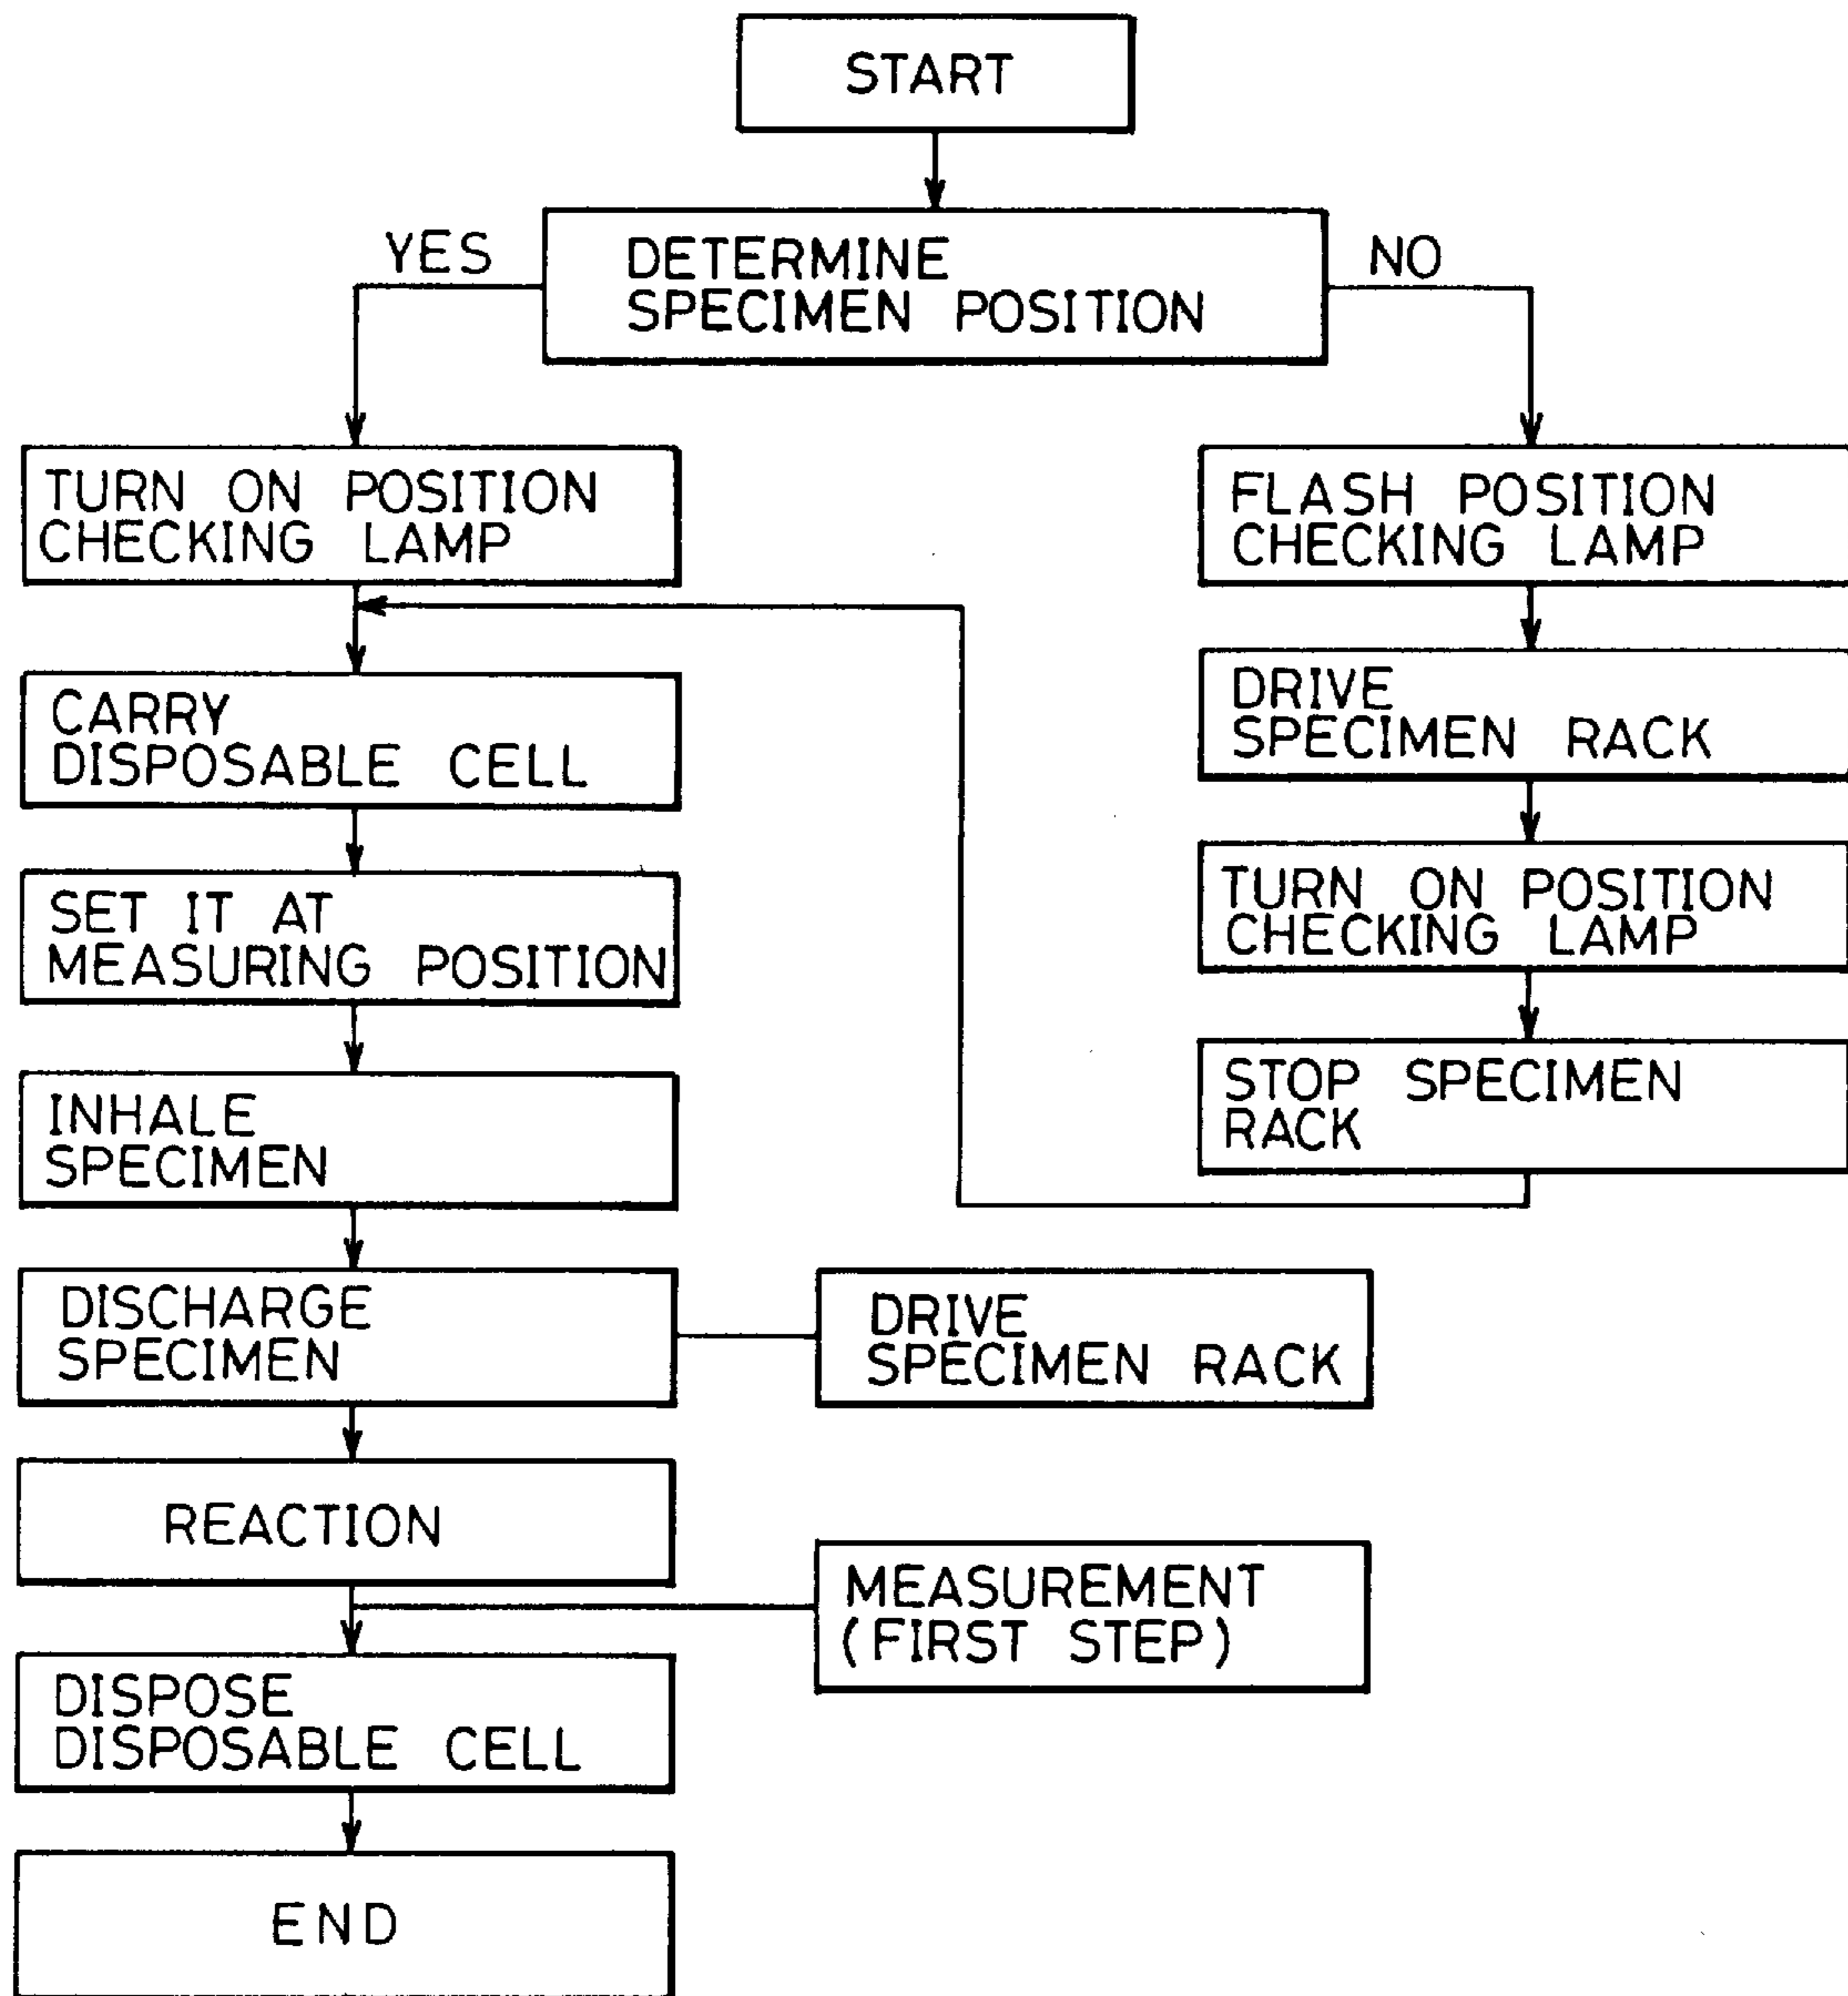 START
YES
DETERMINE
SPECIMEN POSITION
NO
TURN ON POSITION
CHECKING LAMP
FLASH POSITION
CHECKING LAMP
CARRY
DISPOSABLE CELL
DRIVE
SPECIMEN RACK
SET IT AT
MEASURING POSITION
TURN ON POSITION
CHECKING LAMP
INHALE
SPECIMEN
STOP SPECIMEN
RACK
DISCHARGE
SPECIMEN
DRIVE
SPECIMEN RACK
REACTION
MEASUREMENT
(FIRST STEP)
DISPOSE
DISPOSABLE CELL
END